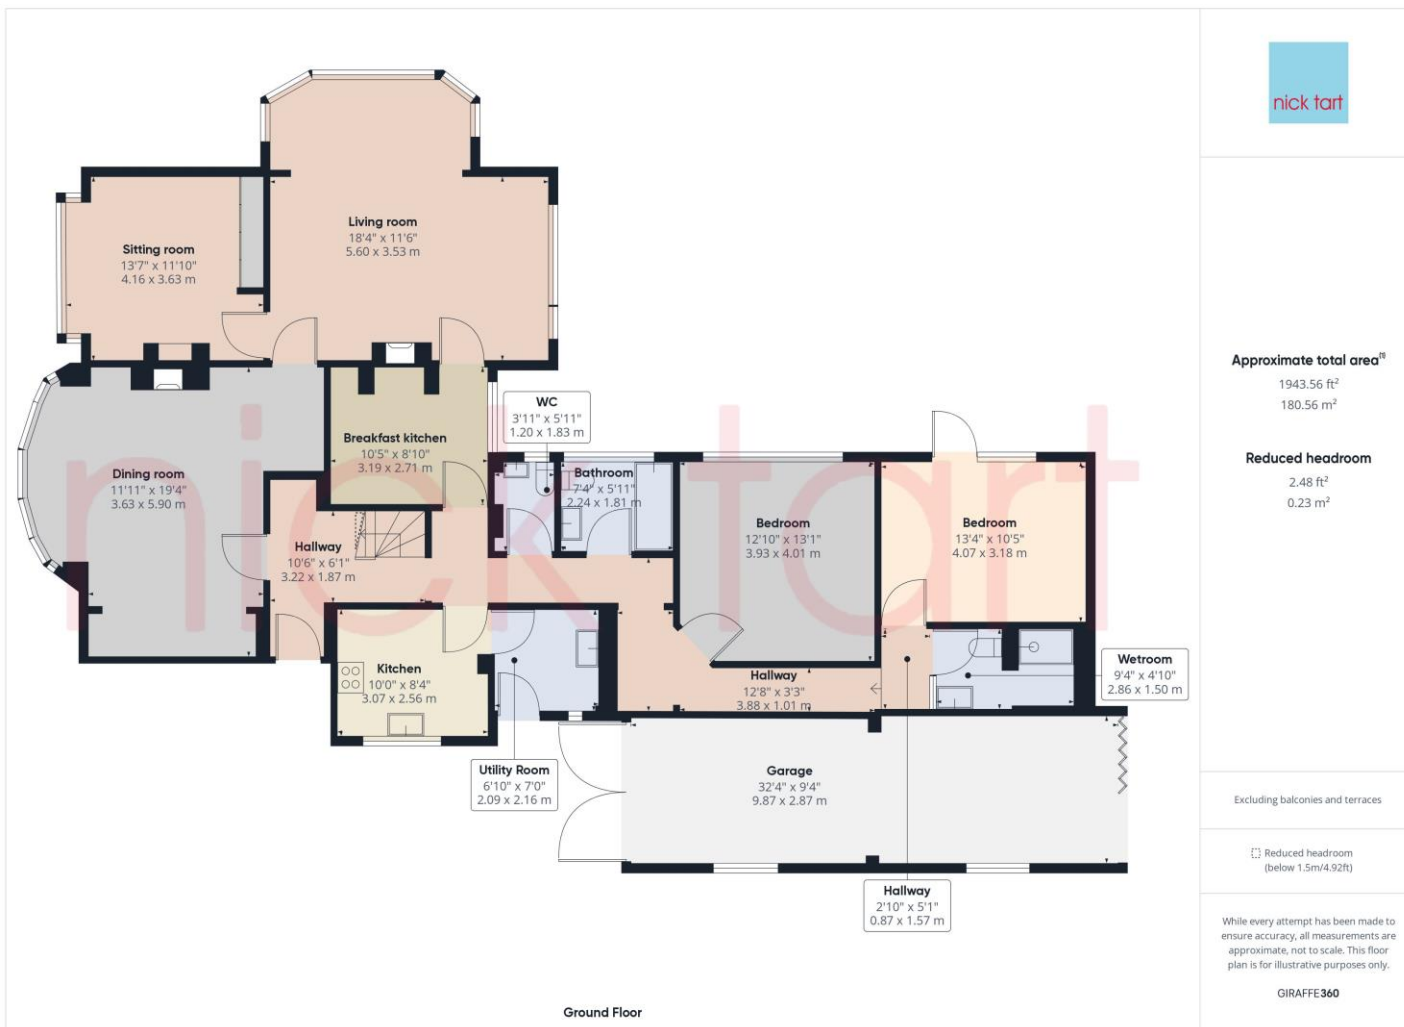 nick tart
Living room
18'4" x 11'6"
5.60 x 3.53 m
Sitting room
13'7" x 11'10"
4.16 x 3.63 m
WC
3'11" x 5'11"
1.20 x 1.83 m
Breakfast kitchen
10'5" x 8'10"
3.19 x 2.71 m
Dining room
11'11" x 19'4"
3.63 x 5.90 m
Bathroom
7'4" x 5'11"
2.24 x 1.81 m
Bedroom
12'10" x 13'1"
3.93 x 4.01 m
Bedroom
13'4" x 10'5"
4.07 x 3.18 m
Hallway
10'6" x 6'1"
3.22 x 1.87 m
Kitchen
10'0" x 8'4"
3.07 x 2.56 m
Hallway
12'8" x 3'3"
3.88 x 1.01 m
Wetroom
9'4" x 4'10"
2.86 x 1.50 m
Utility Room
6'10" x 7'0"
2.09 x 2.16 m
Garage
32'4" x 9'4"
9.87 x 2.87 m
Hallway
2'10" x 5'1"
0.87 x 1.57 m
Ground Floor
nick tart
Approximate total area⁽¹⁾
1943.56 ft²
180.56 m²
Reduced headroom
2.48 ft²
0.23 m²
Excluding balconies and terraces
Reduced headroom
(below 1.5m/4.92ft)
While every attempt has been made to
ensure accuracy, all measurements are
approximate, not to scale. This floor
plan is for illustrative purposes only.
GIRAFFE360